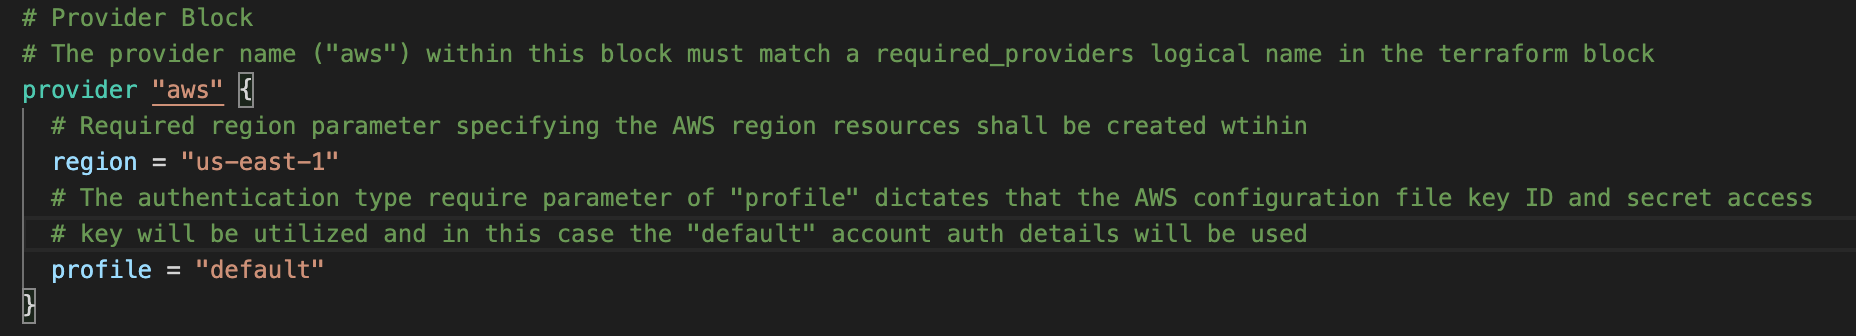 # Provider Block
# The provider name ("aws") within this block must match a required_providers logical name in the terraform block
provider "aws" {
  # Required region parameter specifying the AWS region resources shall be created wtihin
  region = "us-east-1"
  # The authentication type require parameter of "profile" dictates that the AWS configuration file key ID and secret access
  # key will be utilized and in this case the "default" account auth details will be used
  profile = "default"
}